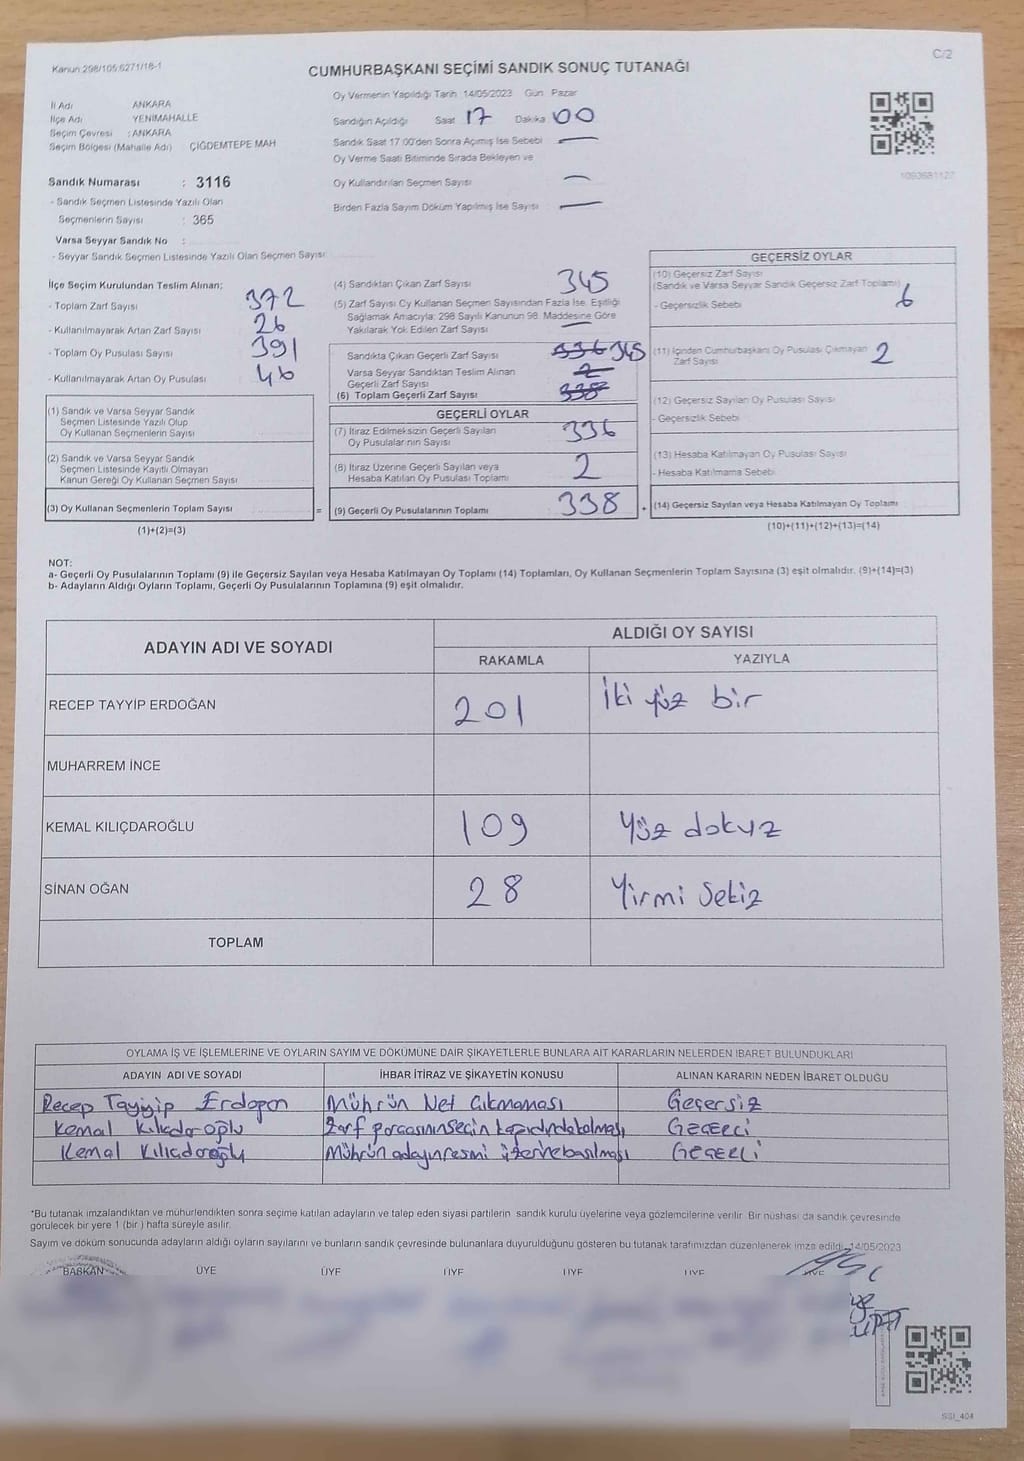 Kanun 298/105,6271/18-1
C/2
CUMHURBAŞKANI SEÇİMİ SANDIK SONUÇ TUTANAĞI
Oy Vermenin Yapıldığı Tarih 14/05/2023 Gün Pazar
İl Adı ANKARA
İlçe Adı YENİMAHALLE
Seçim Çevresi : ANKARA
Seçim Bölgesi (Mahalle Adı) ÇİĞDEMTEPE MAH
Sandığın Açıldığı Saat 17 Dakika 00
Sandık Saat 17 00'den Sonra Açımış İse Sebebi —
Oy Verme Saati Bitiminde Sırada Bekleyen ve
Oy Kullandırılan Seçmen Sayısı —
Birden Fazla Sayım Döküm Yapılmış İse Sayısı —
1093681127
Sandık Numarası : 3116
- Sandık Seçmen Listesinde Yazılı Olan
Seçmenlerin Sayısı : 365
Varsa Seyyar Sandık No :
- Seyyar Sandık Seçmen Listesinde Yazılı Olan Seçmen Sayısı
İlçe Seçim Kurulundan Teslim Alınan;
- Toplam Zarf Sayısı 372
- Kullanılmayarak Artan Zarf Sayısı 26
- Toplam Oy Pusulası Sayısı 391
- Kullanılmayarak Artan Oy Pusulası 46
(1) Sandık ve Varsa Seyyar Sandık
Seçmen Listesinde Yazılı Olup
Oy Kullanan Seçmenlerin Sayısı
(2) Sandık ve Varsa Seyyar Sandık
Seçmen Listesinde Kayıtlı Olmayan
Kanun Gereği Oy Kullanan Seçmen Sayısı
(3) Oy Kullanan Seçmenlerin Toplam Sayısı =
(1)+(2)=(3)
(4) Sandıktan Çıkan Zarf Sayısı 345
(5) Zarf Sayısı Oy Kullanan Seçmen Sayısından Fazla İse, Eşitliği
Sağlamak Amacıyla; 298 Sayılı Kanunun 98. Maddesine Göre
Yakılarak Yok Edilen Zarf Sayısı —
Sandıkta Çıkan Geçerli Zarf Sayısı 336 345
Varsa Seyyar Sandıktan Teslim Alınan
Geçerli Zarf Sayısı 2
(6) Toplam Geçerli Zarf Sayısı 338
GEÇERLİ OYLAR
(7) İtiraz Edilmeksizin Geçerli Sayılan
Oy Pusulalarının Sayısı 336
(8) İtiraz Üzerine Geçerli Sayılan veya
Hesaba Katılan Oy Pusulası Toplamı 2
(9) Geçerli Oy Pusulalarının Toplamı 338 +
GEÇERSİZ OYLAR
(10) Geçersiz Zarf Sayısı
(Sandık ve Varsa Seyyar Sandık Geçersiz Zarf Toplamı)
- Geçersizlik Sebebi 6
(11) İçinden Cumhurbaşkanı Oy Pusulası Çıkmayan
Zarf Sayısı 2
(12) Geçersiz Sayılan Oy Pusulası Sayısı
- Geçersizlik Sebebi
(13) Hesaba Katılmayan Oy Pusulası Sayısı
- Hesaba Katılmama Sebebi
(14) Geçersiz Sayılan veya Hesaba Katılmayan Oy Toplamı
(10)+(11)+(12)+(13)=(14)
NOT:
a- Geçerli Oy Pusulalarının Toplamı (9) ile Geçersiz Sayılan veya Hesaba Katılmayan Oy Toplamı (14) Toplamları, Oy Kullanan Seçmenlerin Toplam Sayısına (3) eşit olmalıdır. (9)+(14)=(3)
b- Adayların Aldığı Oyların Toplamı, Geçerli Oy Pusulalarının Toplamına (9) eşit olmalıdır.
ADAYIN ADI VE SOYADI
ALDIĞI OY SAYISI
RAKAMLA YAZIYLA
RECEP TAYYİP ERDOĞAN 201 İki yüz bir
MUHARREM İNCE
KEMAL KILIÇDAROĞLU 109 Yüz dokuz
SİNAN OĞAN 28 Yirmi Sekiz
TOPLAM
OYLAMA İŞ VE İŞLEMLERİNE VE OYLARIN SAYIM VE DÖKÜMÜNE DAİR ŞİKAYETLERLE BUNLARA AİT KARARLARIN NELERDEN İBARET BULUNDUKLARI
ADAYIN ADI VE SOYADI İHBAR İTİRAZ VE ŞİKAYETİN KONUSU ALINAN KARARIN NEDEN İBARET OLDUĞU
Recep Tayyip Erdoğan Mührün Net Çıkmaması Geçersiz
Kemal Kılıcdaroğlu Zarf parcasının secin kagıdında kalması GEÇERLİ
Kemal Kılıcdaroğlu Mührün adayın resmi üzerine basılması GEÇERLİ
*Bu tutanak imzalandıktan ve mühürlendikten sonra seçime katılan adayların ve talep eden siyasi partilerin sandık kurulu üyelerine veya gözlemcilerine verilir. Bir nüshası da sandık çevresinde
görülecek bir yere 1 (bir) hafta süreyle asılır.
Sayım ve döküm sonucunda adayların aldığı oyların sayılarını ve bunların sandık çevresinde bulunanlara duyurulduğunu gösteren bu tutanak tarafımızdan düzenlenerek imza edildi. 14/05/2023
BAŞKAN ÜYE ÜYE ÜYE ÜYE ÜYE ÜYE
SSI_404